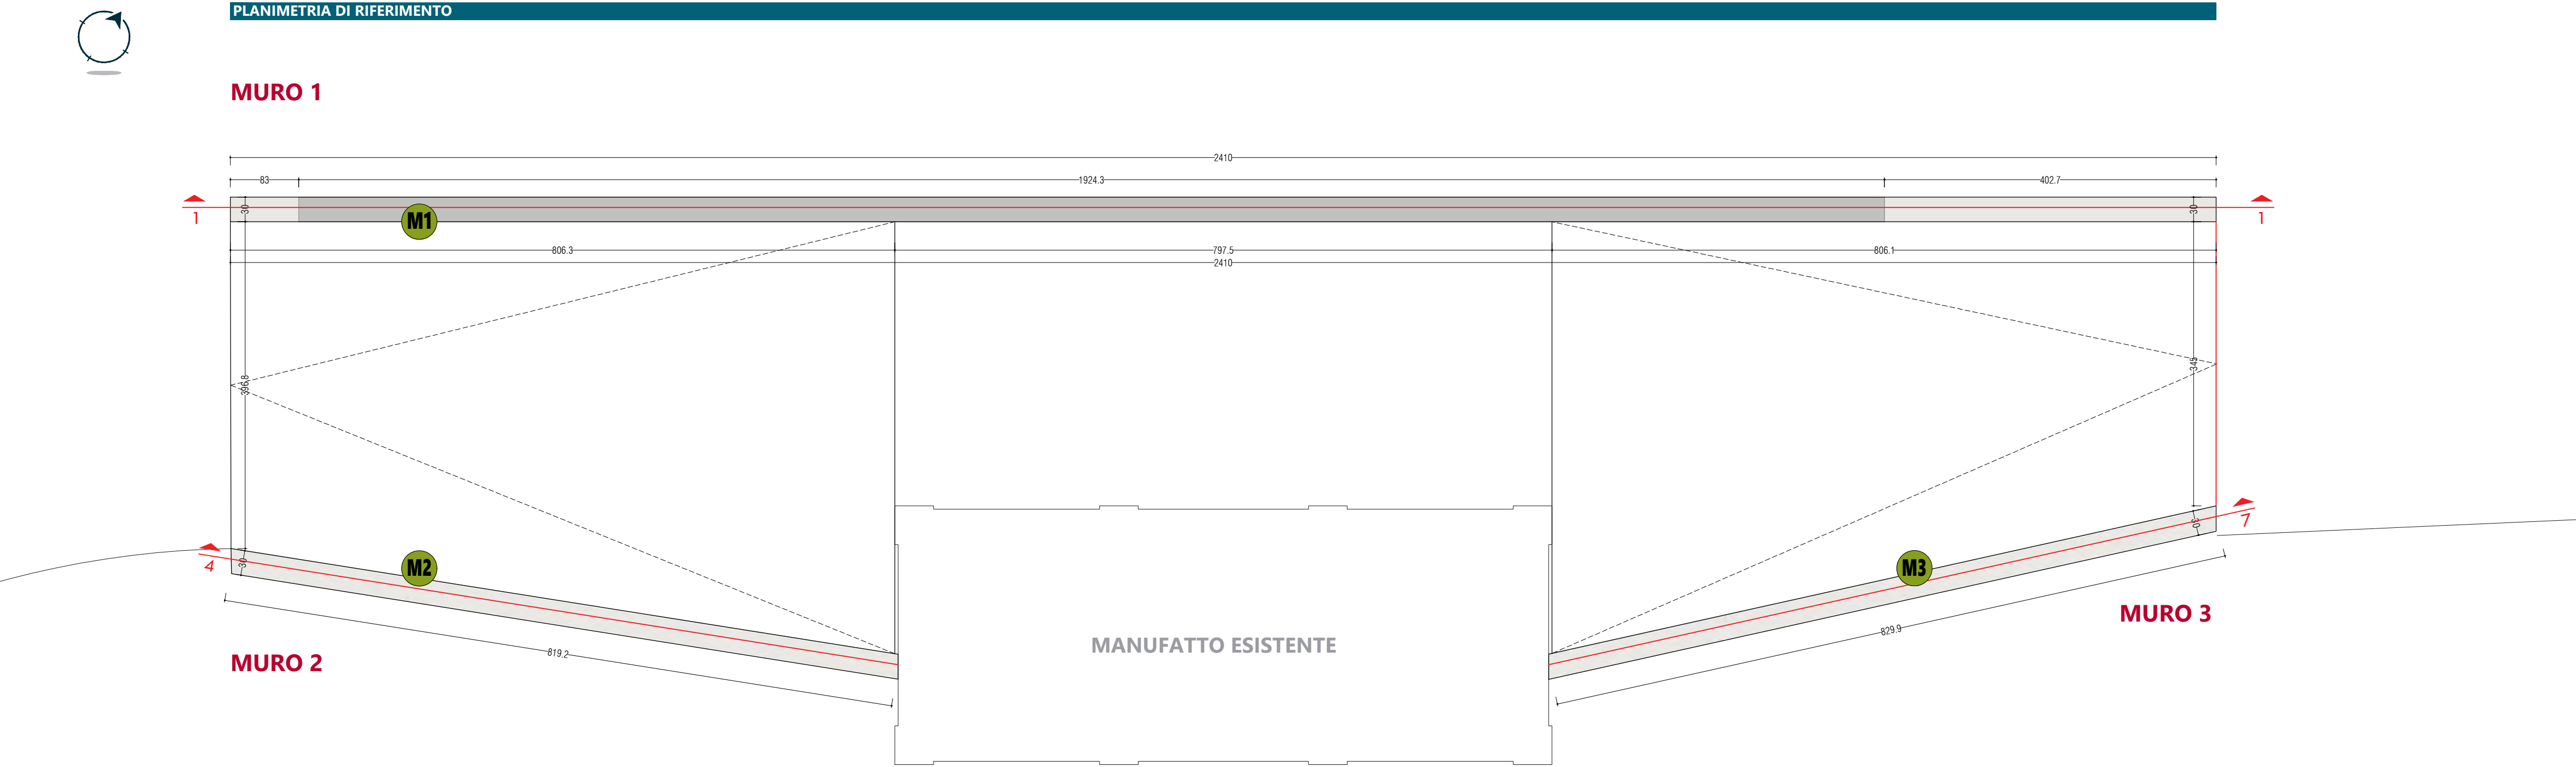 PLANIMETRIA DI RIFERIMENTO
MURO 1
2410
83
1924.3
402.7
1
30
M1
30
1
806.3
797.5
806.1
2410
396.8
345
4
30
M2
M3
30
7
MURO 2
819.2
MANUFATTO ESISTENTE
829.9
MURO 3